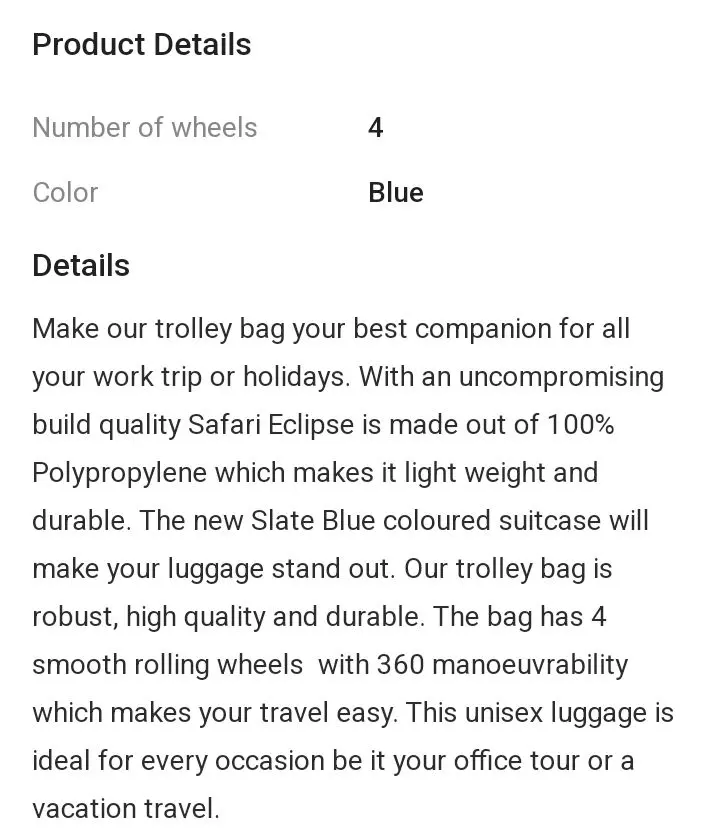 Product Details
Number of wheels 4
Color Blue
Details
Make our trolley bag your best companion for all
your work trip or holidays. With an uncompromising
build quality Safari Eclipse is made out of 100%
Polypropylene which makes it light weight and
durable. The new Slate Blue coloured suitcase will
make your luggage stand out. Our trolley bag is
robust, high quality and durable. The bag has 4
smooth rolling wheels  with 360 manoeuvrability
which makes your travel easy. This unisex luggage is
ideal for every occasion be it your office tour or a
vacation travel.